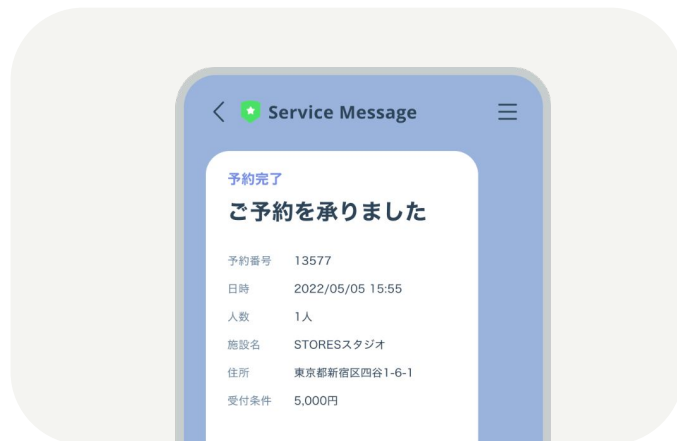 Service Message
予約完了
ご予約を承りました
予約番号 13577
日時 2022/05/05 15:55
人数 1人
施設名 STORESスタジオ
住所 東京都新宿区四谷1-6-1
受付条件 5,000円